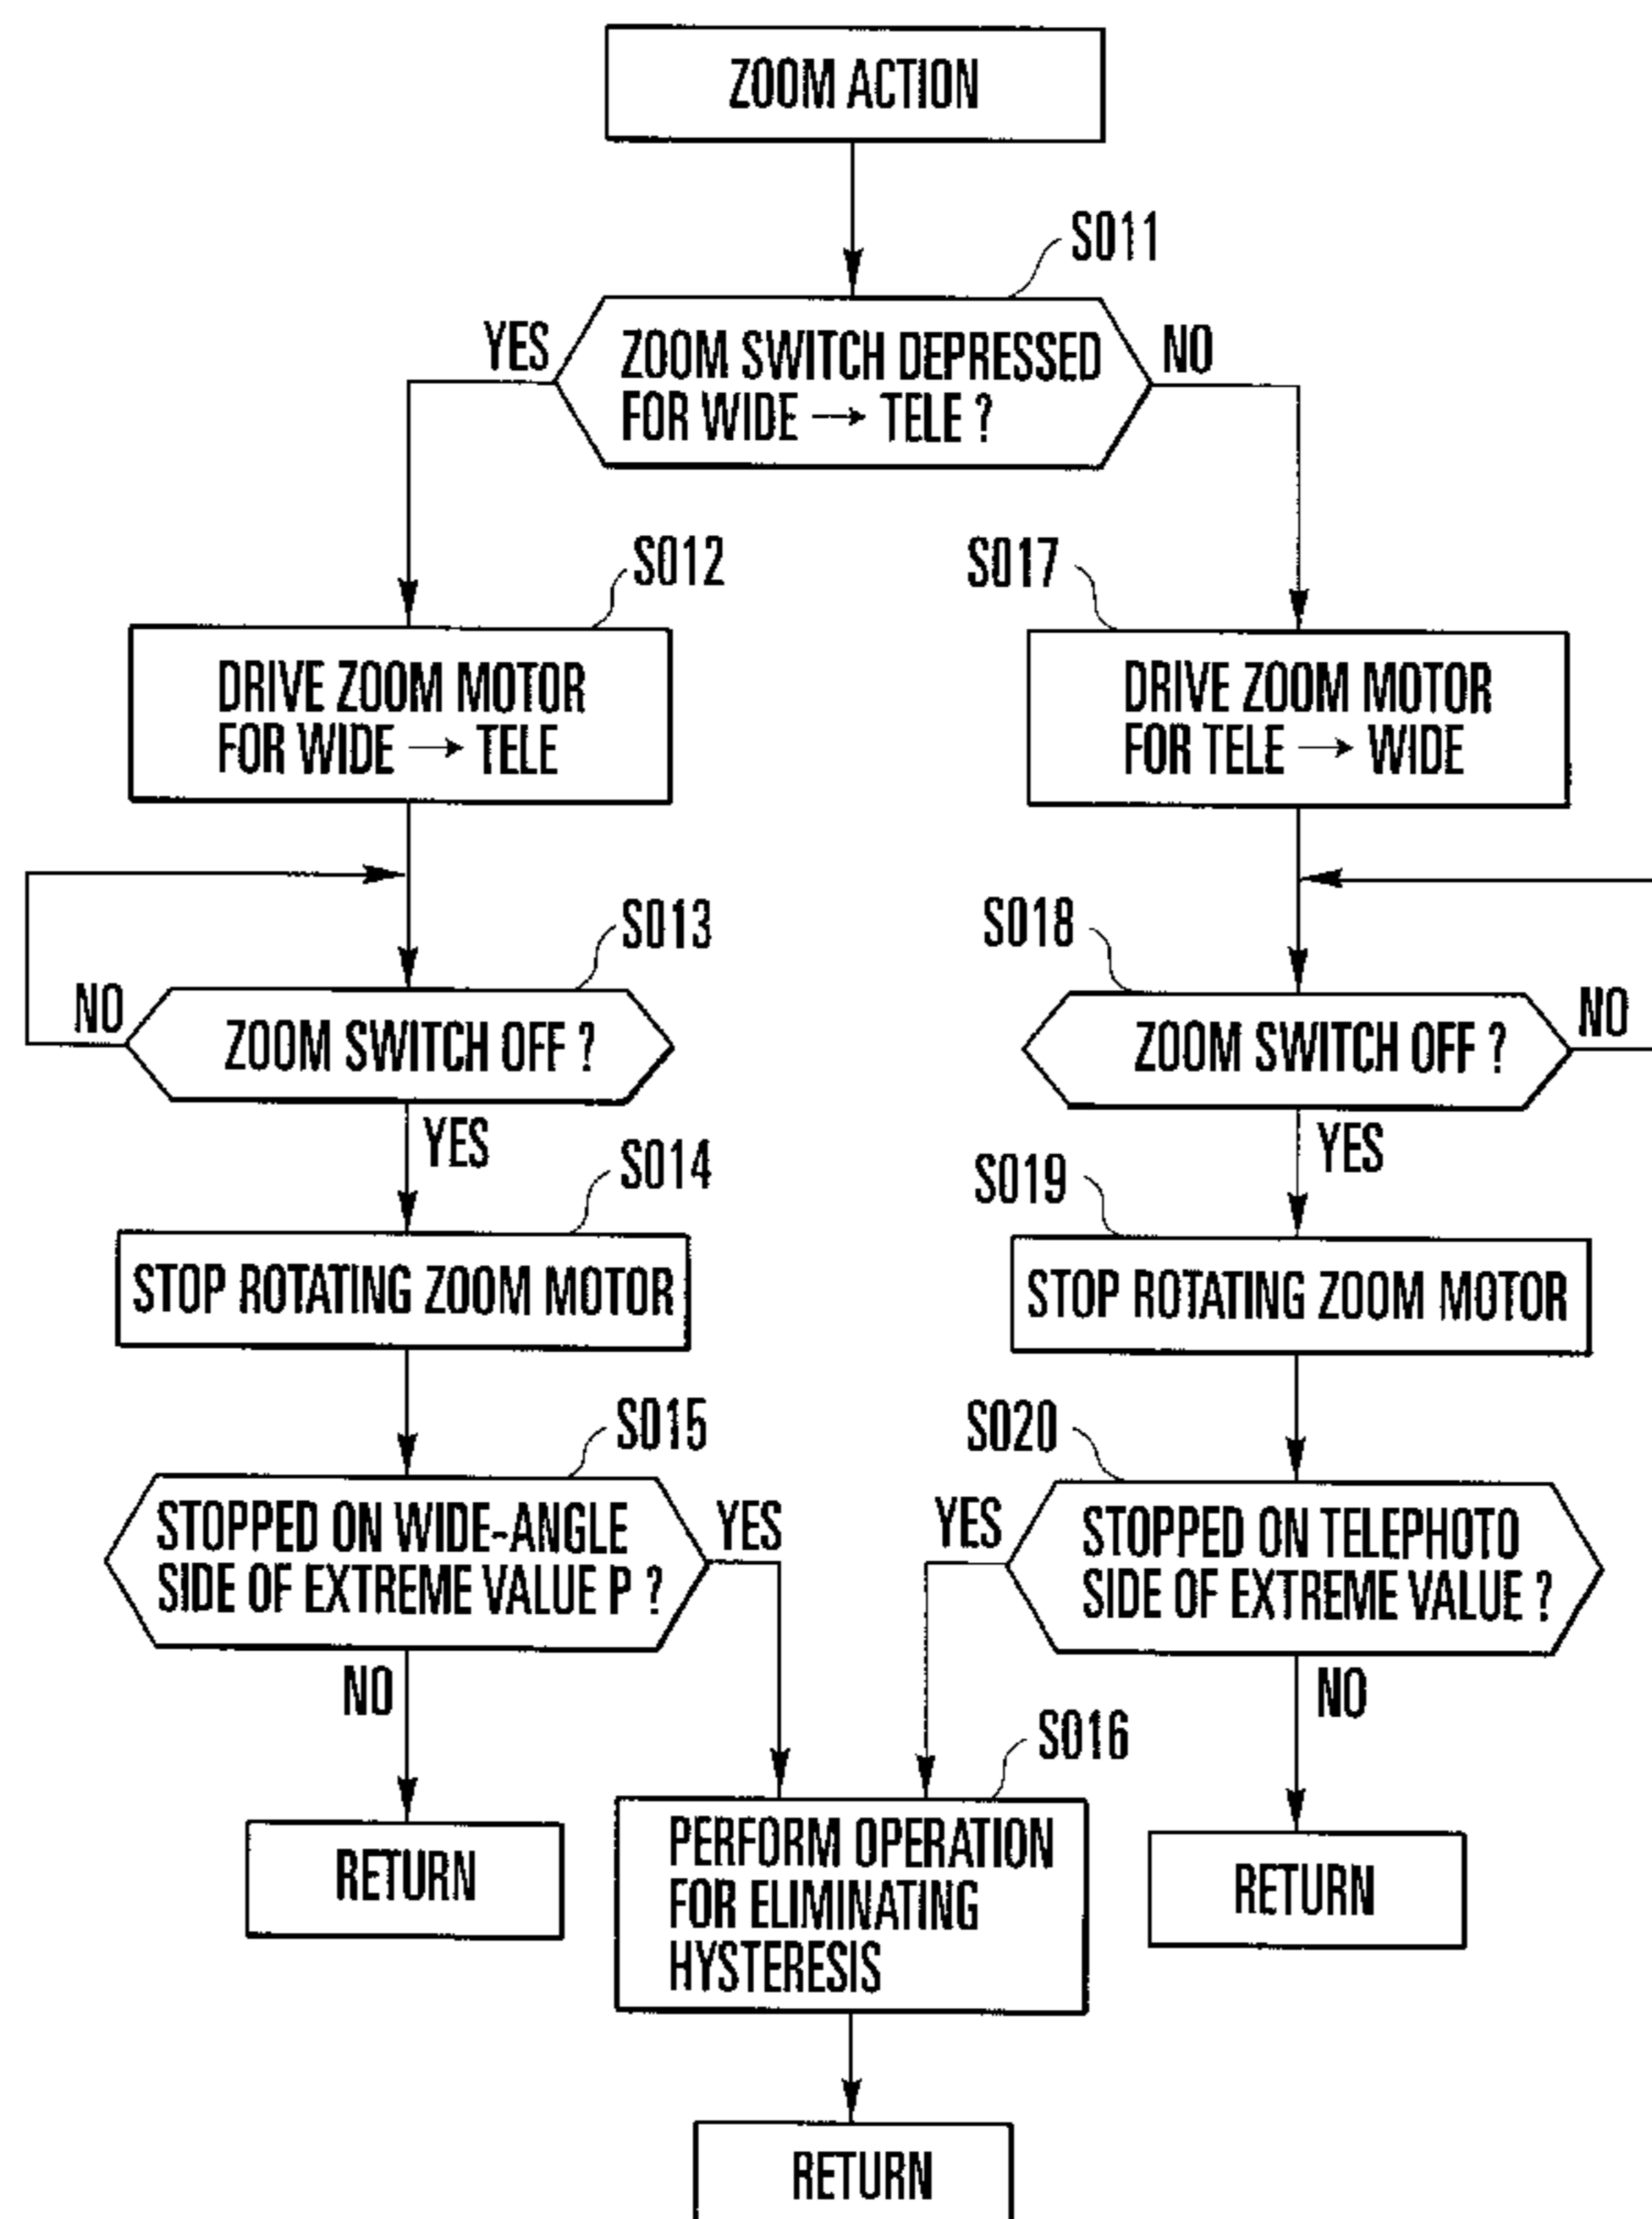 ZOOM ACTION
S011
YES
ZOOM SWITCH DEPRESSED
FOR WIDE → TELE ?
NO
S012
DRIVE ZOOM MOTOR
FOR WIDE → TELE
S017
DRIVE ZOOM MOTOR
FOR TELE → WIDE
S013
NO
ZOOM SWITCH OFF ?
YES
S018
ZOOM SWITCH OFF ?
NO
YES
S014
STOP ROTATING ZOOM MOTOR
S019
STOP ROTATING ZOOM MOTOR
S015
STOPPED ON WIDE-ANGLE
SIDE OF EXTREME VALUE P ?
YES
NO
S020
YES
STOPPED ON TELEPHOTO
SIDE OF EXTREME VALUE ?
NO
RETURN
S016
PERFORM OPERATION
FOR ELIMINATING
HYSTERESIS
RETURN
RETURN